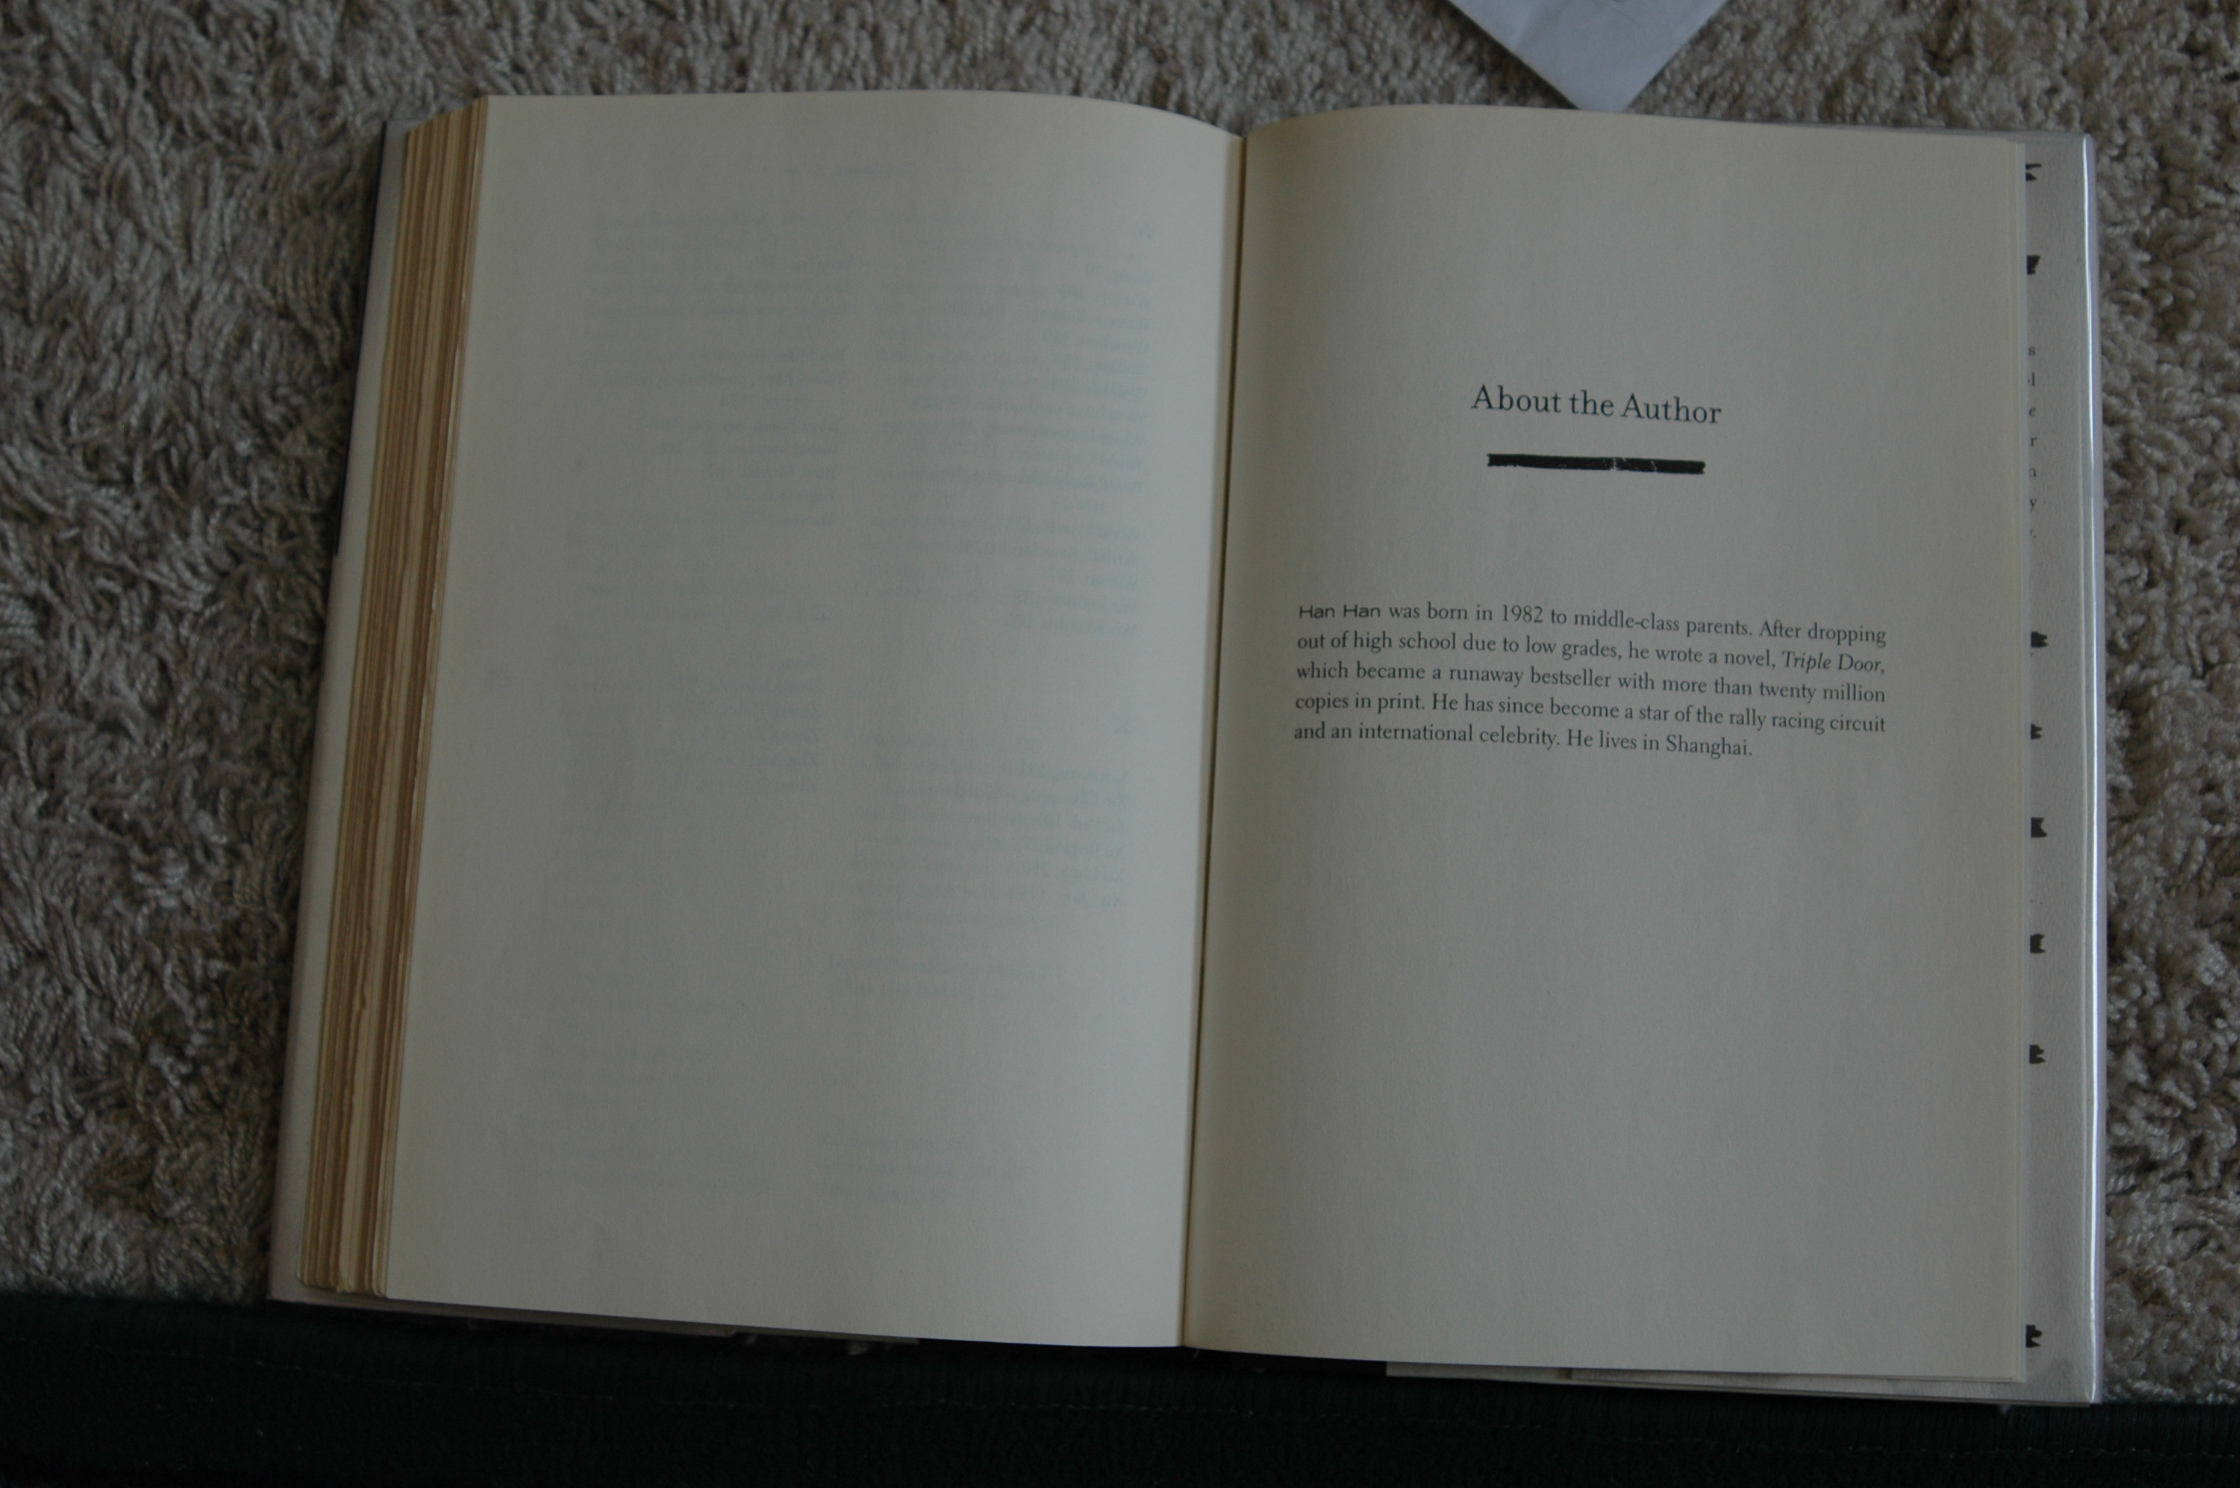 About the Author
Han Han was born in 1982 to middle-class parents. After dropping
out of high school due to low grades, he wrote a novel, Triple Door,
which became a runaway bestseller with more than twenty million
copies in print. He has since become a star of the rally racing circuit
and an international celebrity. He lives in Shanghai.